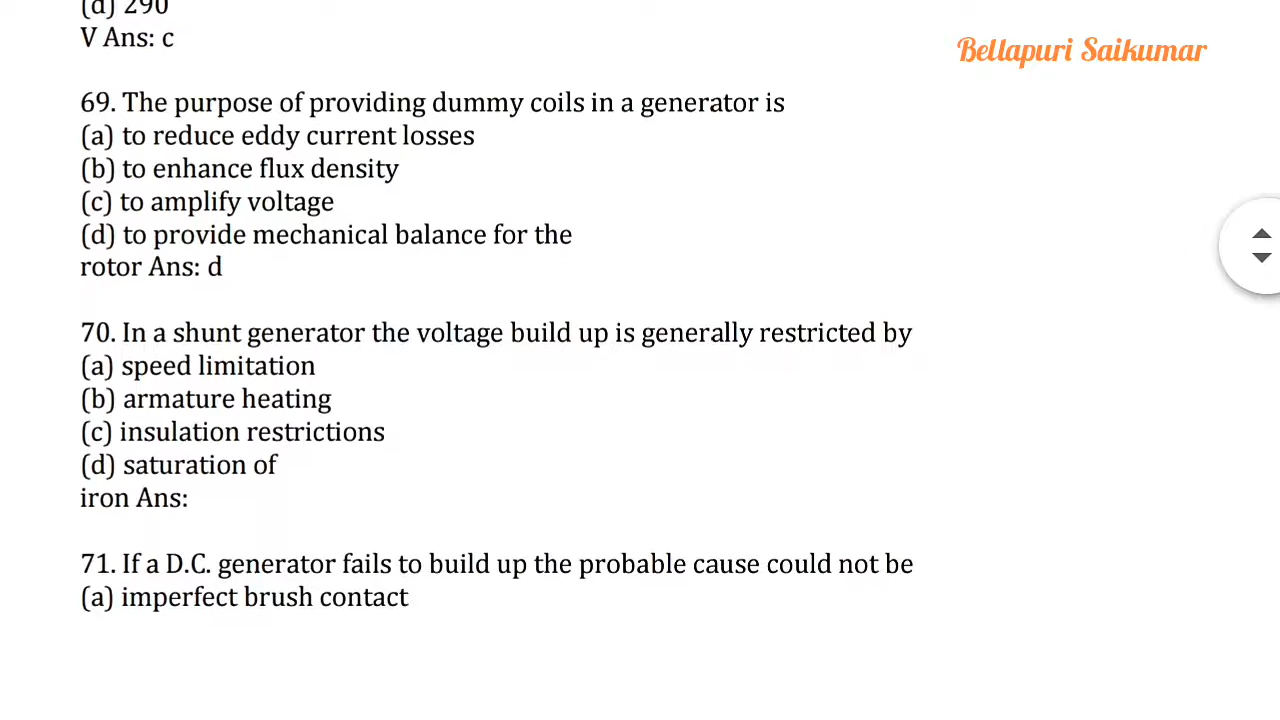 (d) 290
V Ans: c
Bellapuri Saikumar
69. The purpose of providing dummy coils in a generator is
(a) to reduce eddy current losses
(b) to enhance flux density
(c) to amplify voltage
(d) to provide mechanical balance for the
rotor Ans: d
70. In a shunt generator the voltage build up is generally restricted by
(a) speed limitation
(b) armature heating
(c) insulation restrictions
(d) saturation of
iron Ans:
71. If a D.C. generator fails to build up the probable cause could not be
(a) imperfect brush contact